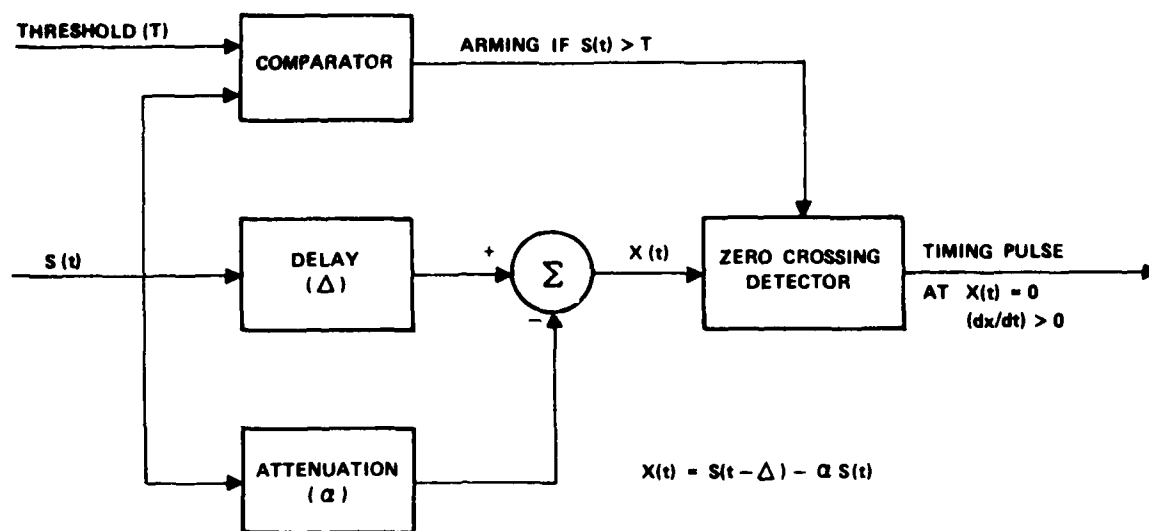 THRESHOLD (T)
COMPARATOR
ARMING IF S(t) > T
S (t)
DELAY
(Δ)
+
Σ
−
X (t)
ZERO CROSSING
DETECTOR
TIMING PULSE
AT X(t) = 0
(dx/dt) > 0
ATTENUATION
(α)
X(t) = S(t − Δ) − α S(t)